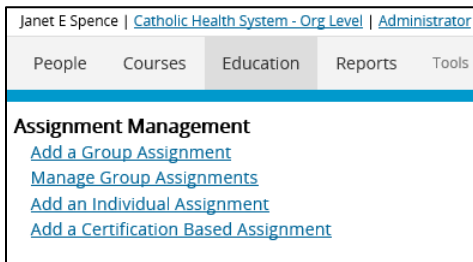 Janet E Spence | Catholic Health System - Org Level | Administrator
People Courses Education Reports Tools
Assignment Management
Add a Group Assignment
Manage Group Assignments
Add an Individual Assignment
Add a Certification Based Assignment